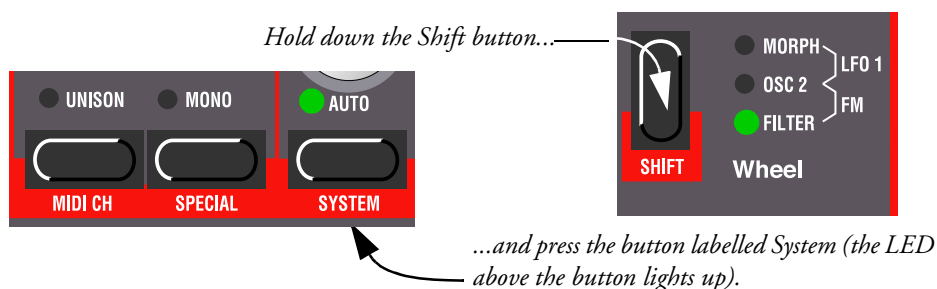 Hold down the Shift button...
UNISON MONO AUTO
MIDI CH SPECIAL SYSTEM
MORPH
LFO 1
OSC 2
FM
FILTER
SHIFT Wheel
...and press the button labelled System (the LED
above the button lights up).